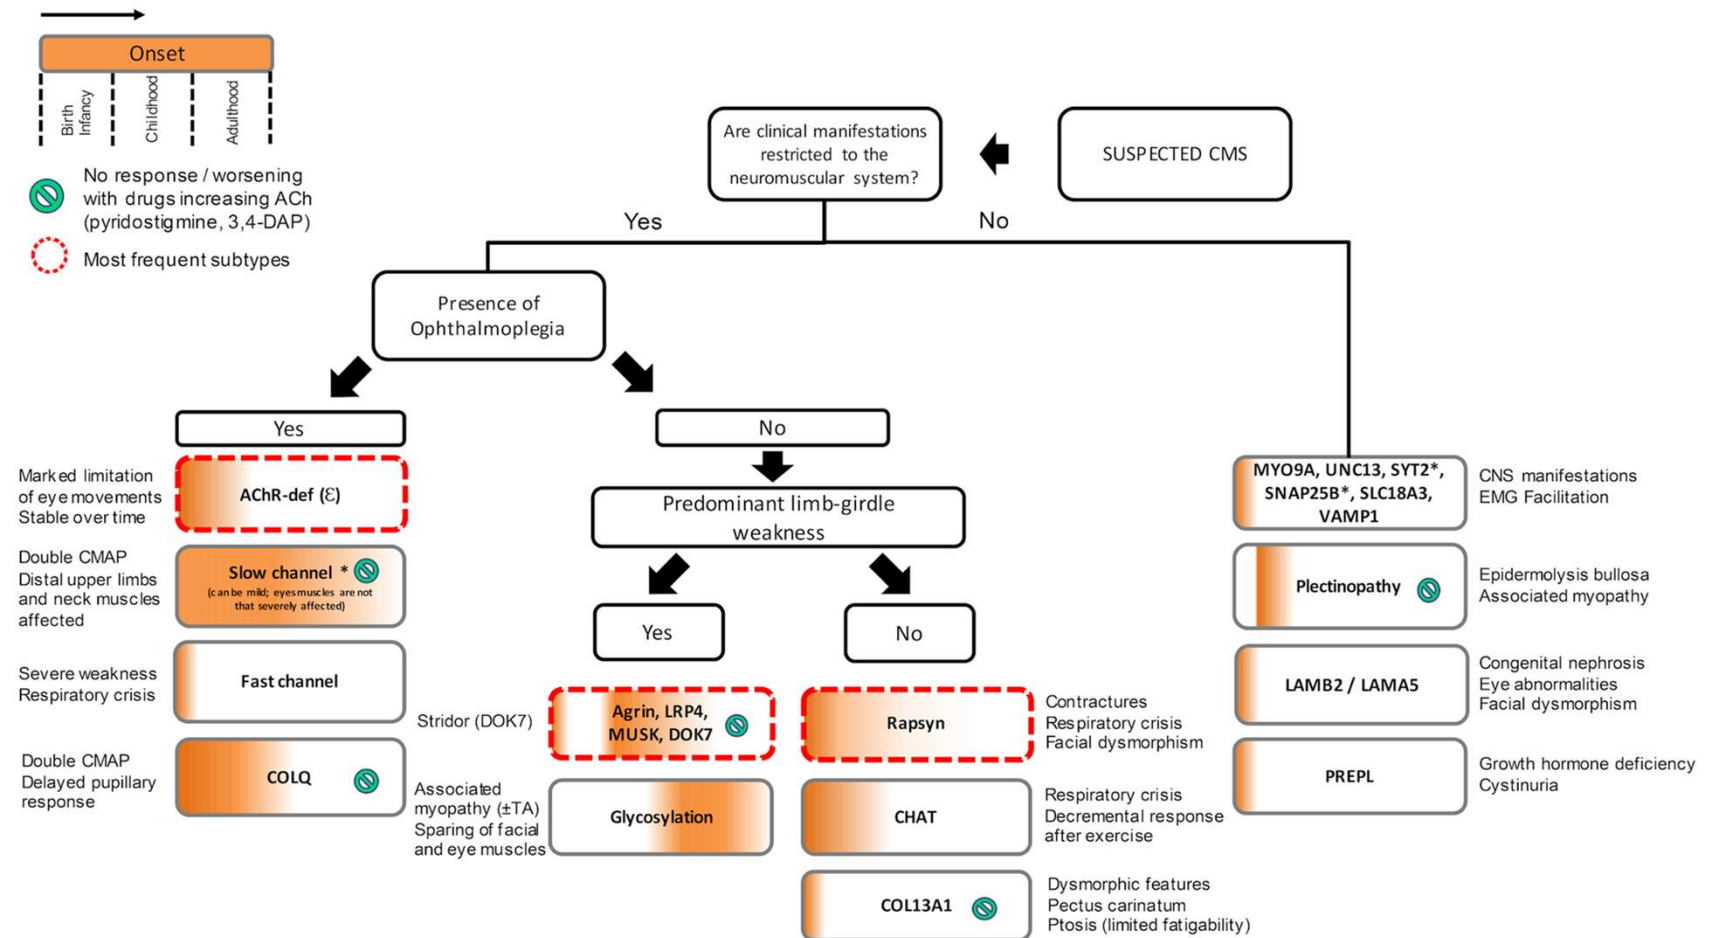 Onset
Birth
Infancy
Childhood
Adulthood
No response / worsening
with drugs increasing ACh
(pyridostigmine, 3,4-DAP)
Most frequent subtypes
SUSPECTED CMS
Are clinical manifestations
restricted to the
neuromuscular system?
Yes
No
Presence of
Ophthalmoplegia
Yes
No
Marked limitation
of eye movements
Stable over time
AChR-def (Ɛ)
Double CMAP
Distal upper limbs
and neck muscles
affected
Slow channel *
(can be mild; eyes muscles are not
that severely affected)
Severe weakness
Respiratory crisis
Fast channel
Double CMAP
Delayed pupillary
response
COLQ
Predominant limb-girdle
weakness
Yes
No
Stridor (DOK7)
Agrin, LRP4,
MUSK, DOK7
Associated
myopathy (±TA)
Sparing of facial
and eye muscles
Glycosylation
Rapsyn
Contractures
Respiratory crisis
Facial dysmorphism
CHAT
Respiratory crisis
Decremental response
after exercise
COL13A1
Dysmorphic features
Pectus carinatum
Ptosis (limited fatigability)
MYO9A, UNC13, SYT2*,
SNAP25B*, SLC18A3,
VAMP1
CNS manifestations
EMG Facilitation
Plectinopathy
Epidermolysis bullosa
Associated myopathy
LAMB2 / LAMA5
Congenital nephrosis
Eye abnormalities
Facial dysmorphism
PREPL
Growth hormone deficiency
Cystinuria